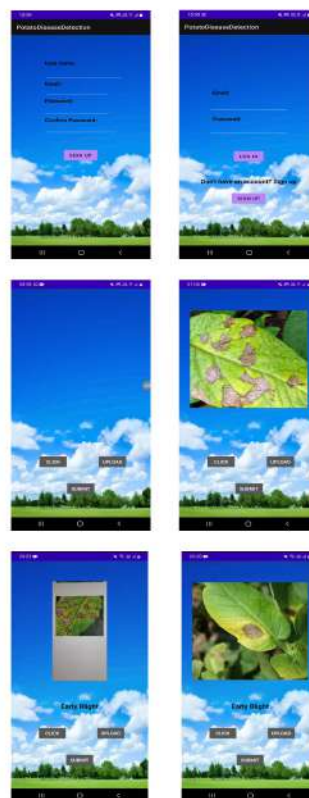 PotatoDiseaseDetection
User Name
Email
Password
Confirm Password
SIGN UP
PotatoDiseaseDetection
Email
Password
SIGN IN
Don't have an account? Sign up
SIGN UP
CLICK
UPLOAD
SUBMIT
CLICK
UPLOAD
SUBMIT
Early Blight
CLICK
UPLOAD
SUBMIT
Early Blight
CLICK
UPLOAD
SUBMIT